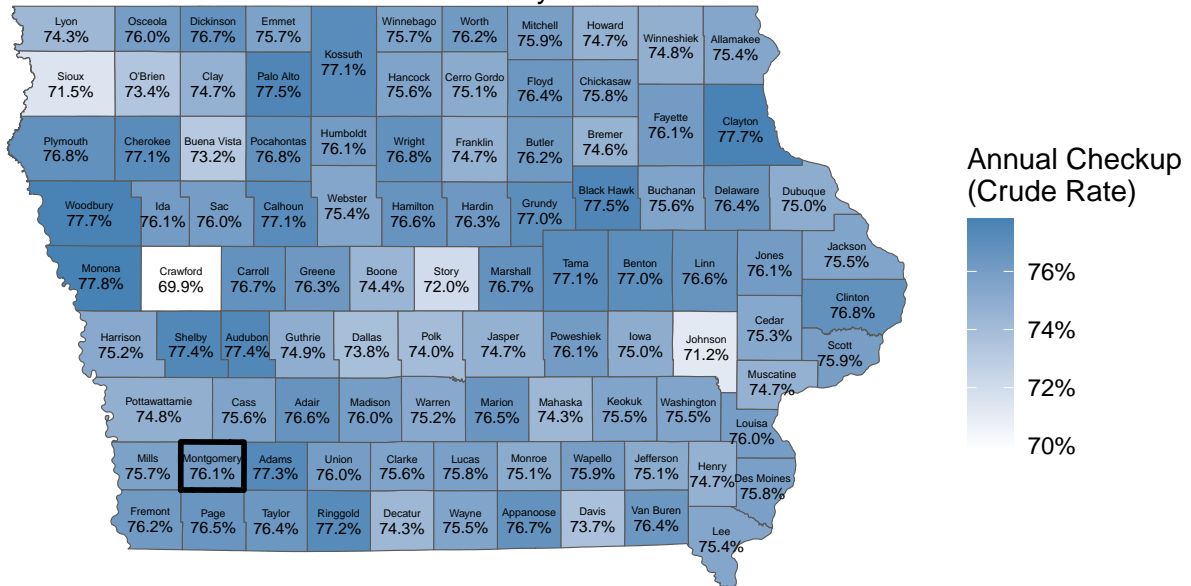 Lyon
74.3%
Osceola
76.0%
Dickinson
76.7%
Emmet
75.7%
Kossuth
77.1%
Winnebago
75.7%
Worth
76.2%
Mitchell
75.9%
Howard
74.7%
Winneshiek
74.8%
Allamakee
75.4%
Sioux
71.5%
O'Brien
73.4%
Clay
74.7%
Palo Alto
77.5%
Hancock
75.6%
Cerro Gordo
75.1%
Floyd
76.4%
Chickasaw
75.8%
Fayette
76.1%
Clayton
77.7%
Plymouth
76.8%
Cherokee
77.1%
Buena Vista
73.2%
Pocahontas
76.8%
Humboldt
76.1%
Wright
76.8%
Franklin
74.7%
Butler
76.2%
Bremer
74.6%
Woodbury
77.7%
Ida
76.1%
Sac
76.0%
Calhoun
77.1%
Webster
75.4%
Hamilton
76.6%
Hardin
76.3%
Grundy
77.0%
Black Hawk
77.5%
Buchanan
75.6%
Delaware
76.4%
Dubuque
75.0%
Monona
77.8%
Crawford
69.9%
Carroll
76.7%
Greene
76.3%
Boone
74.4%
Story
72.0%
Marshall
76.7%
Tama
77.1%
Benton
77.0%
Linn
76.6%
Jones
76.1%
Jackson
75.5%
Clinton
76.8%
Harrison
75.2%
Shelby
77.4%
Audubon
77.4%
Guthrie
74.9%
Dallas
73.8%
Polk
74.0%
Jasper
74.7%
Poweshiek
76.1%
Iowa
75.0%
Johnson
71.2%
Cedar
75.3%
Scott
75.9%
Muscatine
74.7%
Pottawattamie
74.8%
Cass
75.6%
Adair
76.6%
Madison
76.0%
Warren
75.2%
Marion
76.5%
Mahaska
74.3%
Keokuk
75.5%
Washington
75.5%
Louisa
76.0%
Mills
75.7%
Montgomery
76.1%
Adams
77.3%
Union
76.0%
Clarke
75.6%
Lucas
75.8%
Monroe
75.1%
Wapello
75.9%
Jefferson
75.1%
Henry
74.7%
Des Moines
75.8%
Fremont
76.2%
Page
76.5%
Taylor
76.4%
Ringgold
77.2%
Decatur
74.3%
Wayne
75.5%
Appanoose
76.7%
Davis
73.7%
Van Buren
76.4%
Lee
75.4%
Annual Checkup
(Crude Rate)
76%
74%
72%
70%